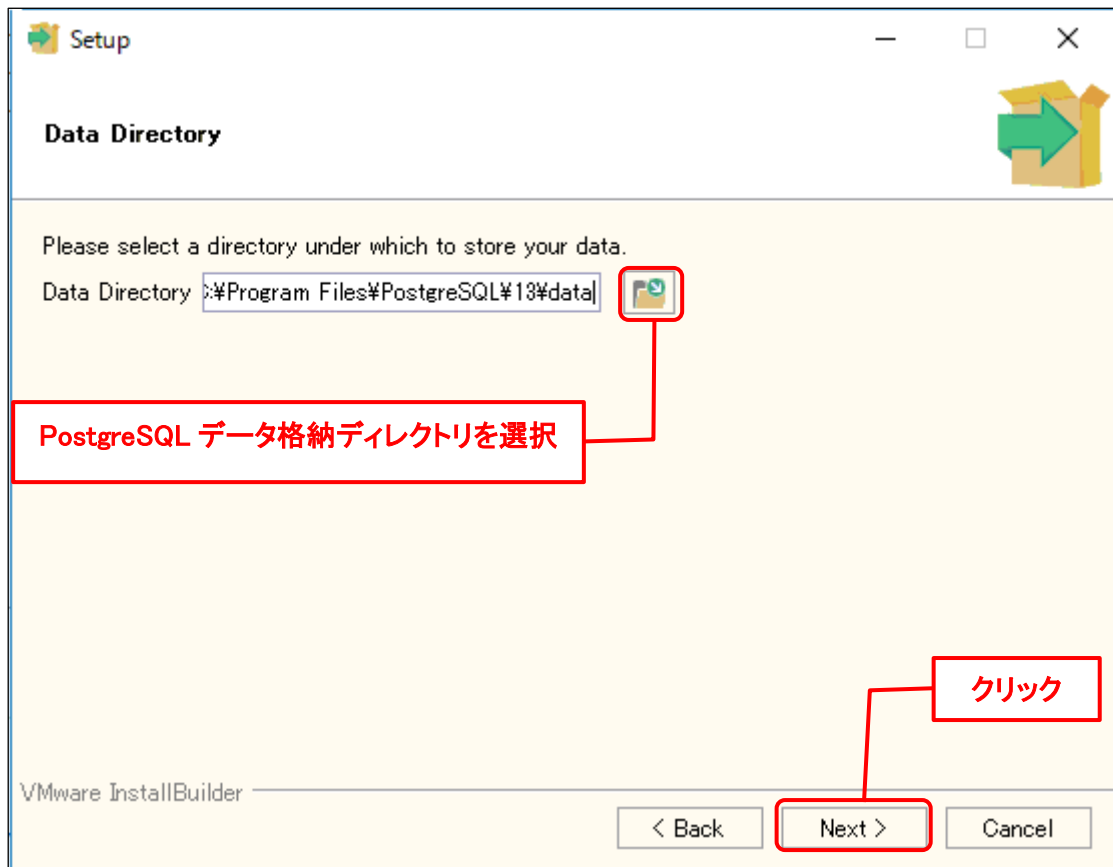 Setup
Data Directory
Please select a directory under which to store your data.
Data Directory :¥Program Files¥PostgreSQL¥13¥data
PostgreSQL データ格納ディレクトリを選択
クリック
VMware InstallBuilder
< Back Next > Cancel